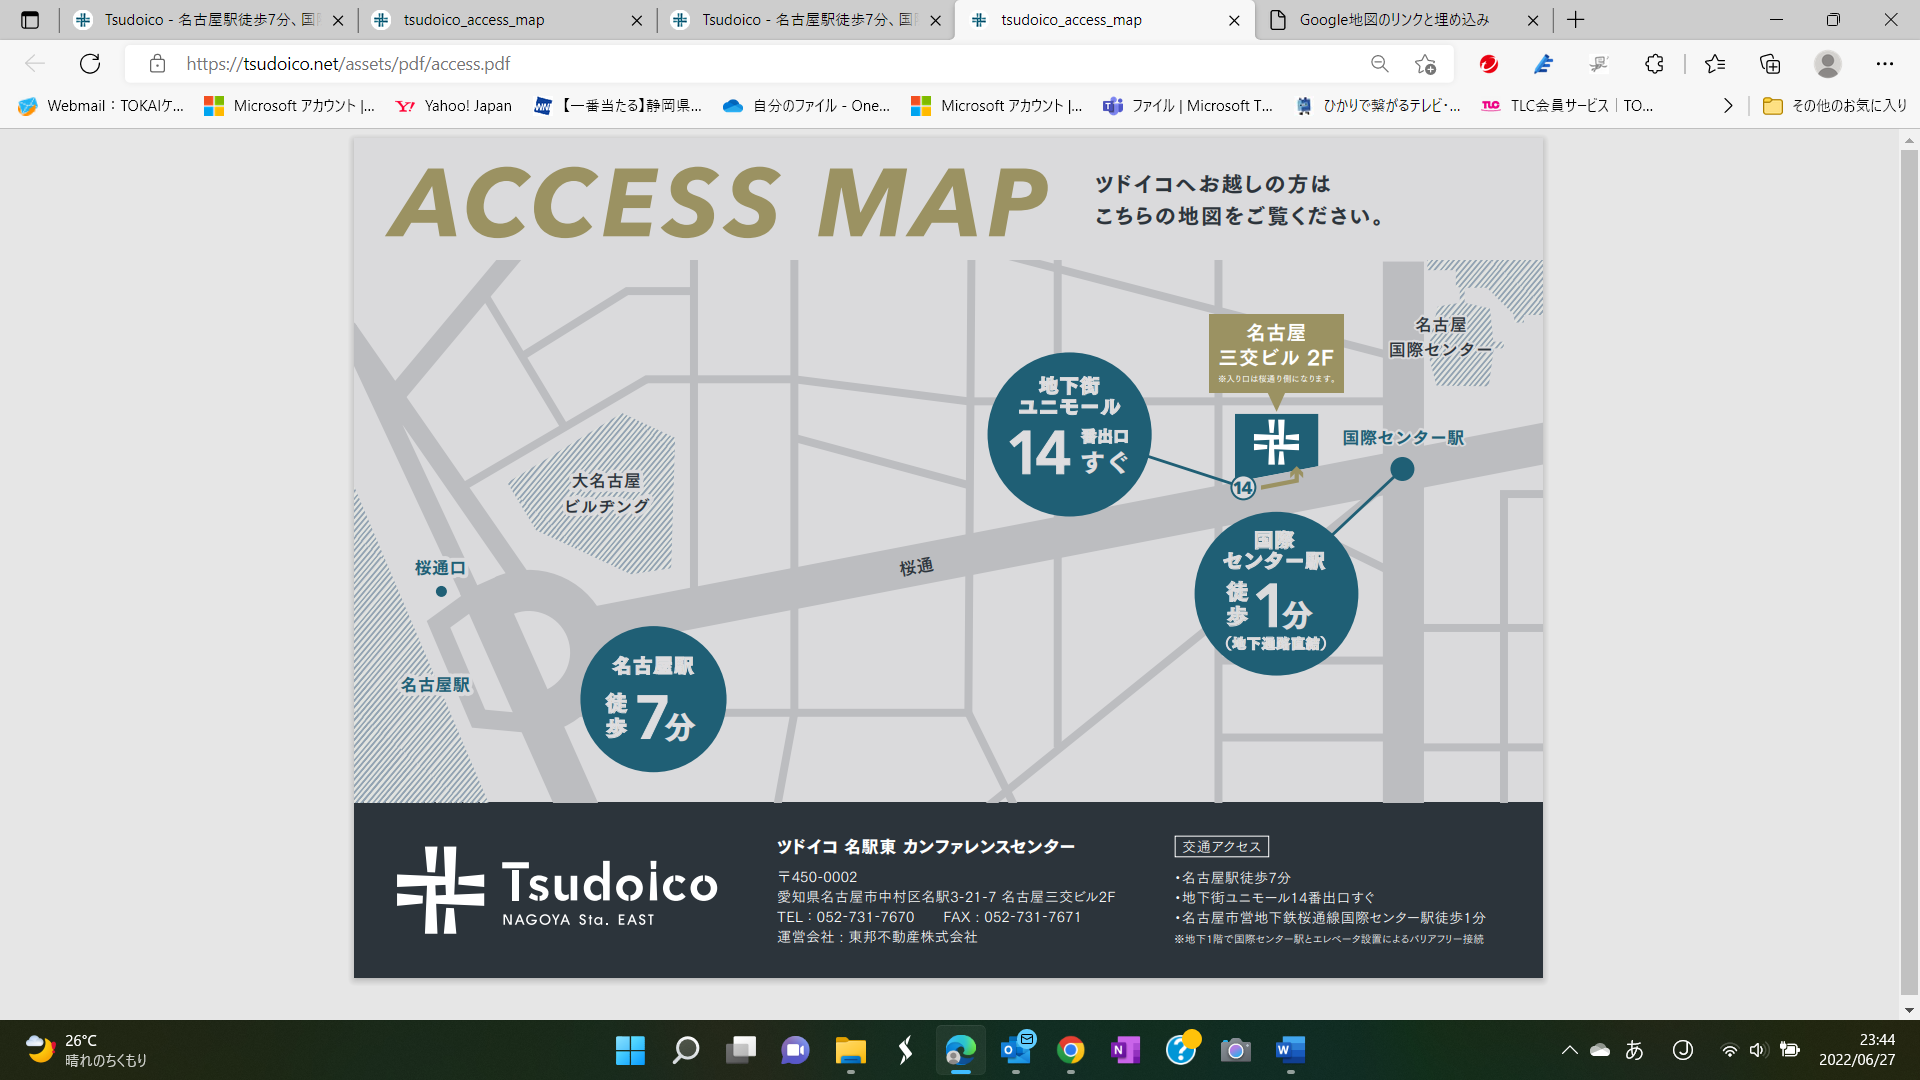 Tsudoico - 名古屋駅徒歩7分、国
tsudoico_access_map
Tsudoico - 名古屋駅徒歩7分、国
tsudoico_access_map
Google地図のリンクと埋め込み
https://tsudoico.net/assets/pdf/access.pdf
Webmail：TOKAIケ...
Microsoft アカウント |...
Yahoo! Japan
【一番当たる】静岡県...
自分のファイル - One...
Microsoft アカウント |...
ファイル | Microsoft T...
ひかりで繋がるテレビ・...
TLC会員サービス｜TO...
その他のお気に入り
ACCESS MAP
ツドイコへお越しの方は
こちらの地図をご覧ください。
名古屋
三交ビル 2F
※入り口は桜通り側になります。
名古屋
国際センター
地下街
ユニモール
14 番出口
すぐ
国際センター駅
14
大名古屋
ビルヂング
桜通口
桜通
国際
センター駅
徒歩 1分
（地下通路直結）
名古屋駅
名古屋駅
徒歩 7分
Tsudoico
NAGOYA Sta. EAST
ツドイコ 名駅東 カンファレンスセンター
〒450-0002
愛知県名古屋市中村区名駅3-21-7 名古屋三交ビル2F
TEL：052-731-7670 FAX：052-731-7671
運営会社：東邦不動産株式会社
交通アクセス
・名古屋駅徒歩7分
・地下街ユニモール14番出口すぐ
・名古屋市営地下鉄桜通線国際センター駅徒歩1分
※地下1階で国際センター駅とエレベータ設置によるバリアフリー接続
26°C
晴れのちくもり
あ
23:44
2022/06/27